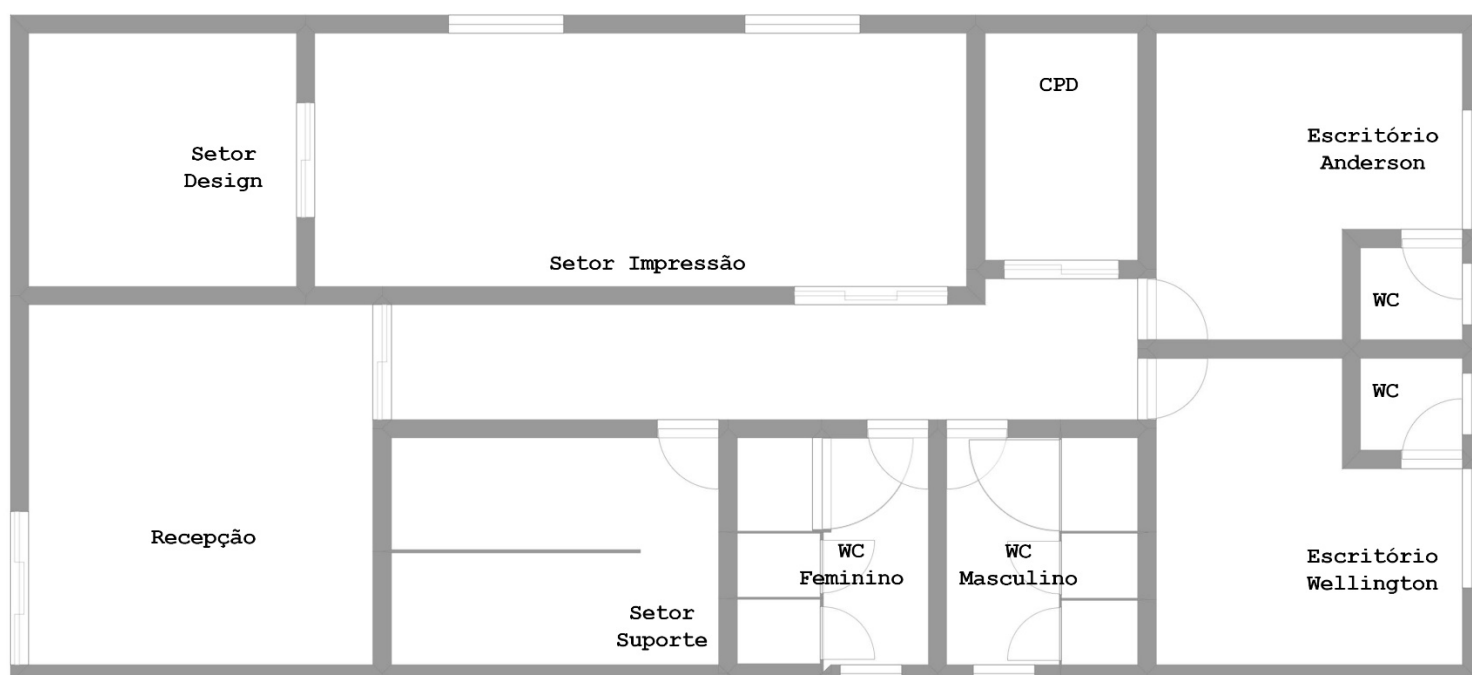 CPD
Escritório
Anderson
Setor
Design
Setor Impressão
WC
WC
Recepção
WC
Feminino
WC
Masculino
Escritório
Wellington
Setor
Suporte